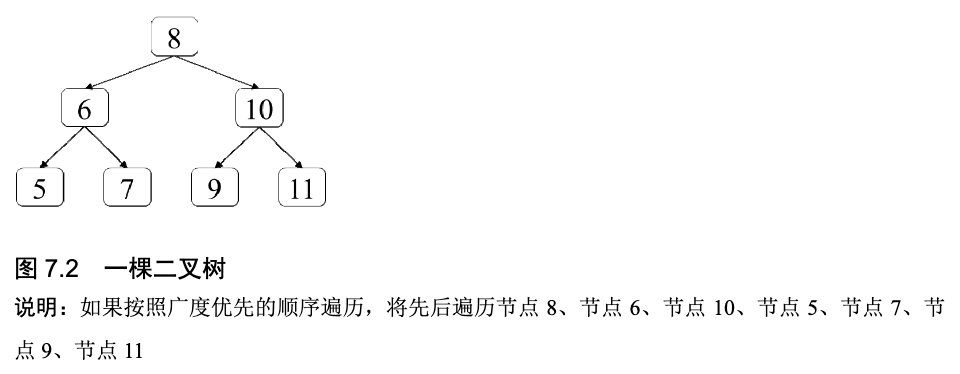 8
6 10
5 7 9 11
图 7.2 一棵二叉树
说明：如果按照广度优先的顺序遍历，将先后遍历节点 8、节点 6、节点 10、节点 5、节点 7、节
点 9、节点 11